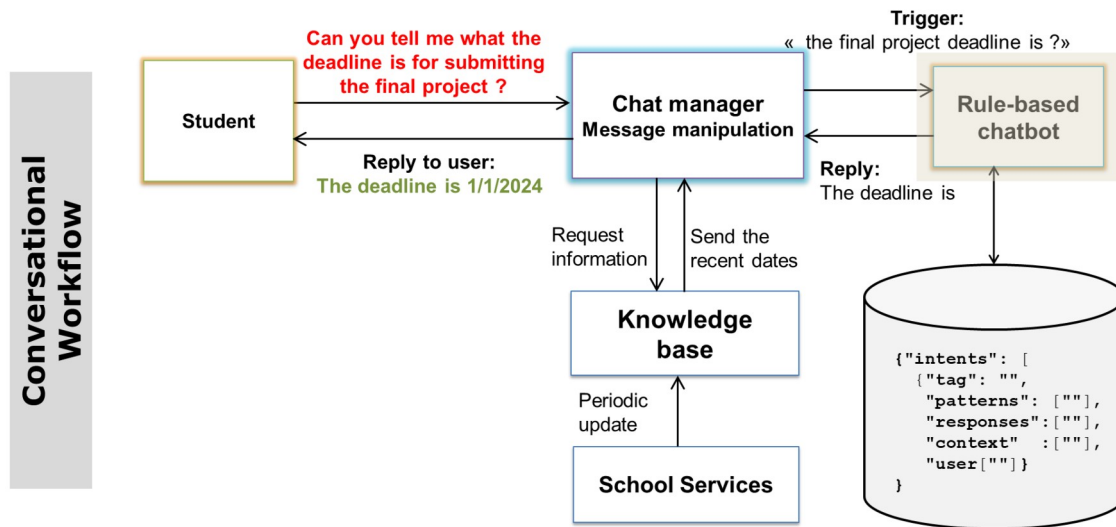 Conversational
Workflow
Student
Can you tell me what the
deadline is for submitting
the final project ?
Reply to user:
The deadline is 1/1/2024
Chat manager
Message manipulation
Trigger:
« the final project deadline is ?»
Rule-based
chatbot
Reply:
The deadline is
Request
information
Send the
recent dates
Knowledge
base
Periodic
update
School Services
{"intents": [
{"tag": "",
"patterns": [""],
"responses":[""],
"context" :[""],
"user[""]}
}